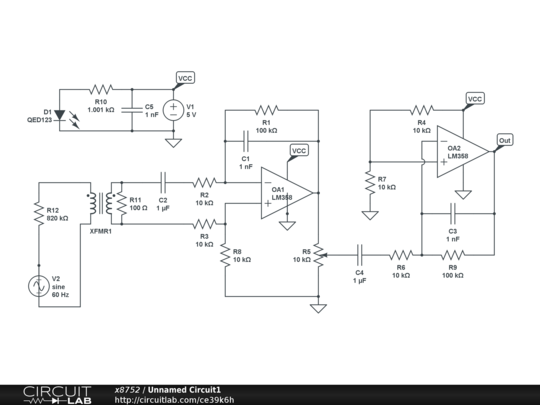 VCC
R10
1.001 kΩ
D1
QED123
C5
1 nF
V1
5 V
R1
100 kΩ
C1
1 nF
VCC
OA1
LM358
R12
820 kΩ
XFMR1
R11
100 Ω
C2
1 µF
R2
10 kΩ
R3
10 kΩ
R8
10 kΩ
R5
10 kΩ
V2
sine
60 Hz
VCC
R4
10 kΩ
OA2
LM358
Out
R7
10 kΩ
C3
1 nF
C4
1 µF
R6
10 kΩ
R9
100 kΩ
CIRCUIT LAB
x8752 / Unnamed Circuit1
http://circuitlab.com/ce39k6h